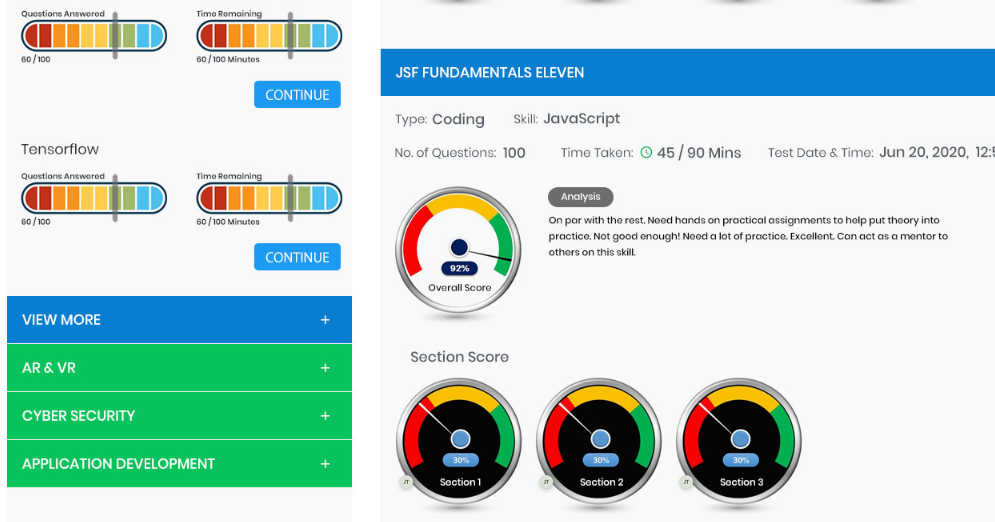 Questions Answered
Time Remaining
60 / 100
60 / 100 Minutes
CONTINUE
Tensorflow
Questions Answered
Time Remaining
60 / 100
60 / 100 Minutes
CONTINUE
VIEW MORE +
AR & VR +
CYBER SECURITY +
APPLICATION DEVELOPMENT +
JSF FUNDAMENTALS ELEVEN
Type: Coding Skill: JavaScript
No. of Questions: 100 Time Taken: 45 / 90 Mins Test Date & Time: Jun 20, 2020, 12:5
92%
Overall Score
Analysis
On par with the rest. Need hands on practical assignments to help put theory into
practice. Not good enough! Need a lot of practice. Excellent. Can act as a mentor to
others on this skill.
Section Score
30%
Section 1
30%
Section 2
30%
Section 3